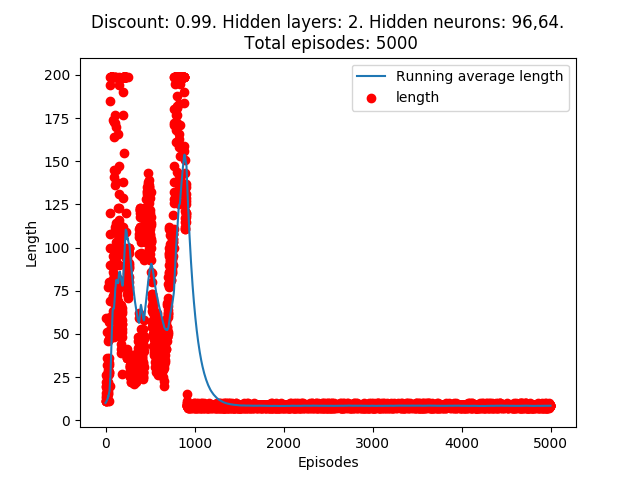 Discount: 0.99. Hidden layers: 2. Hidden neurons: 96,64.
Total episodes: 5000
Running average length
length
200
175
150
125
100
75
50
25
0
Length
0 1000 2000 3000 4000 5000
Episodes